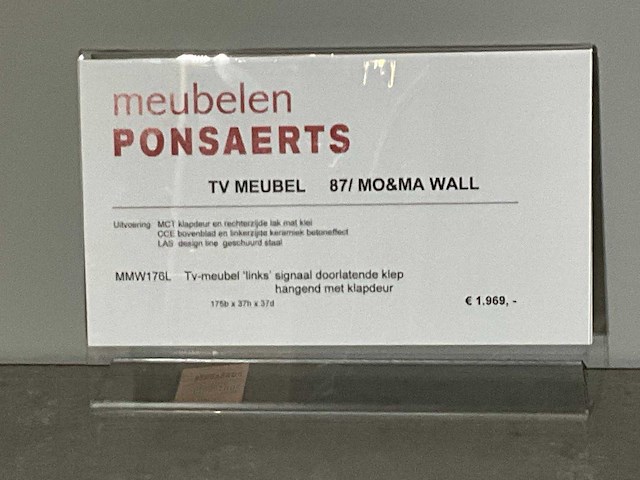 meubelen
PONSAERTS
TV MEUBEL 87/ MO&MA WALL
Uitvoering MCT klapdeur en rechterzijde lak mat klei
CCE bovenblad en linkerzijde keramiek betoneffect
LAS design line geschuurd staal
MMW176L Tv-meubel 'links' signaal doorlatende klep
hangend met klapdeur
175b x 37h x 37d
€ 1.969, -